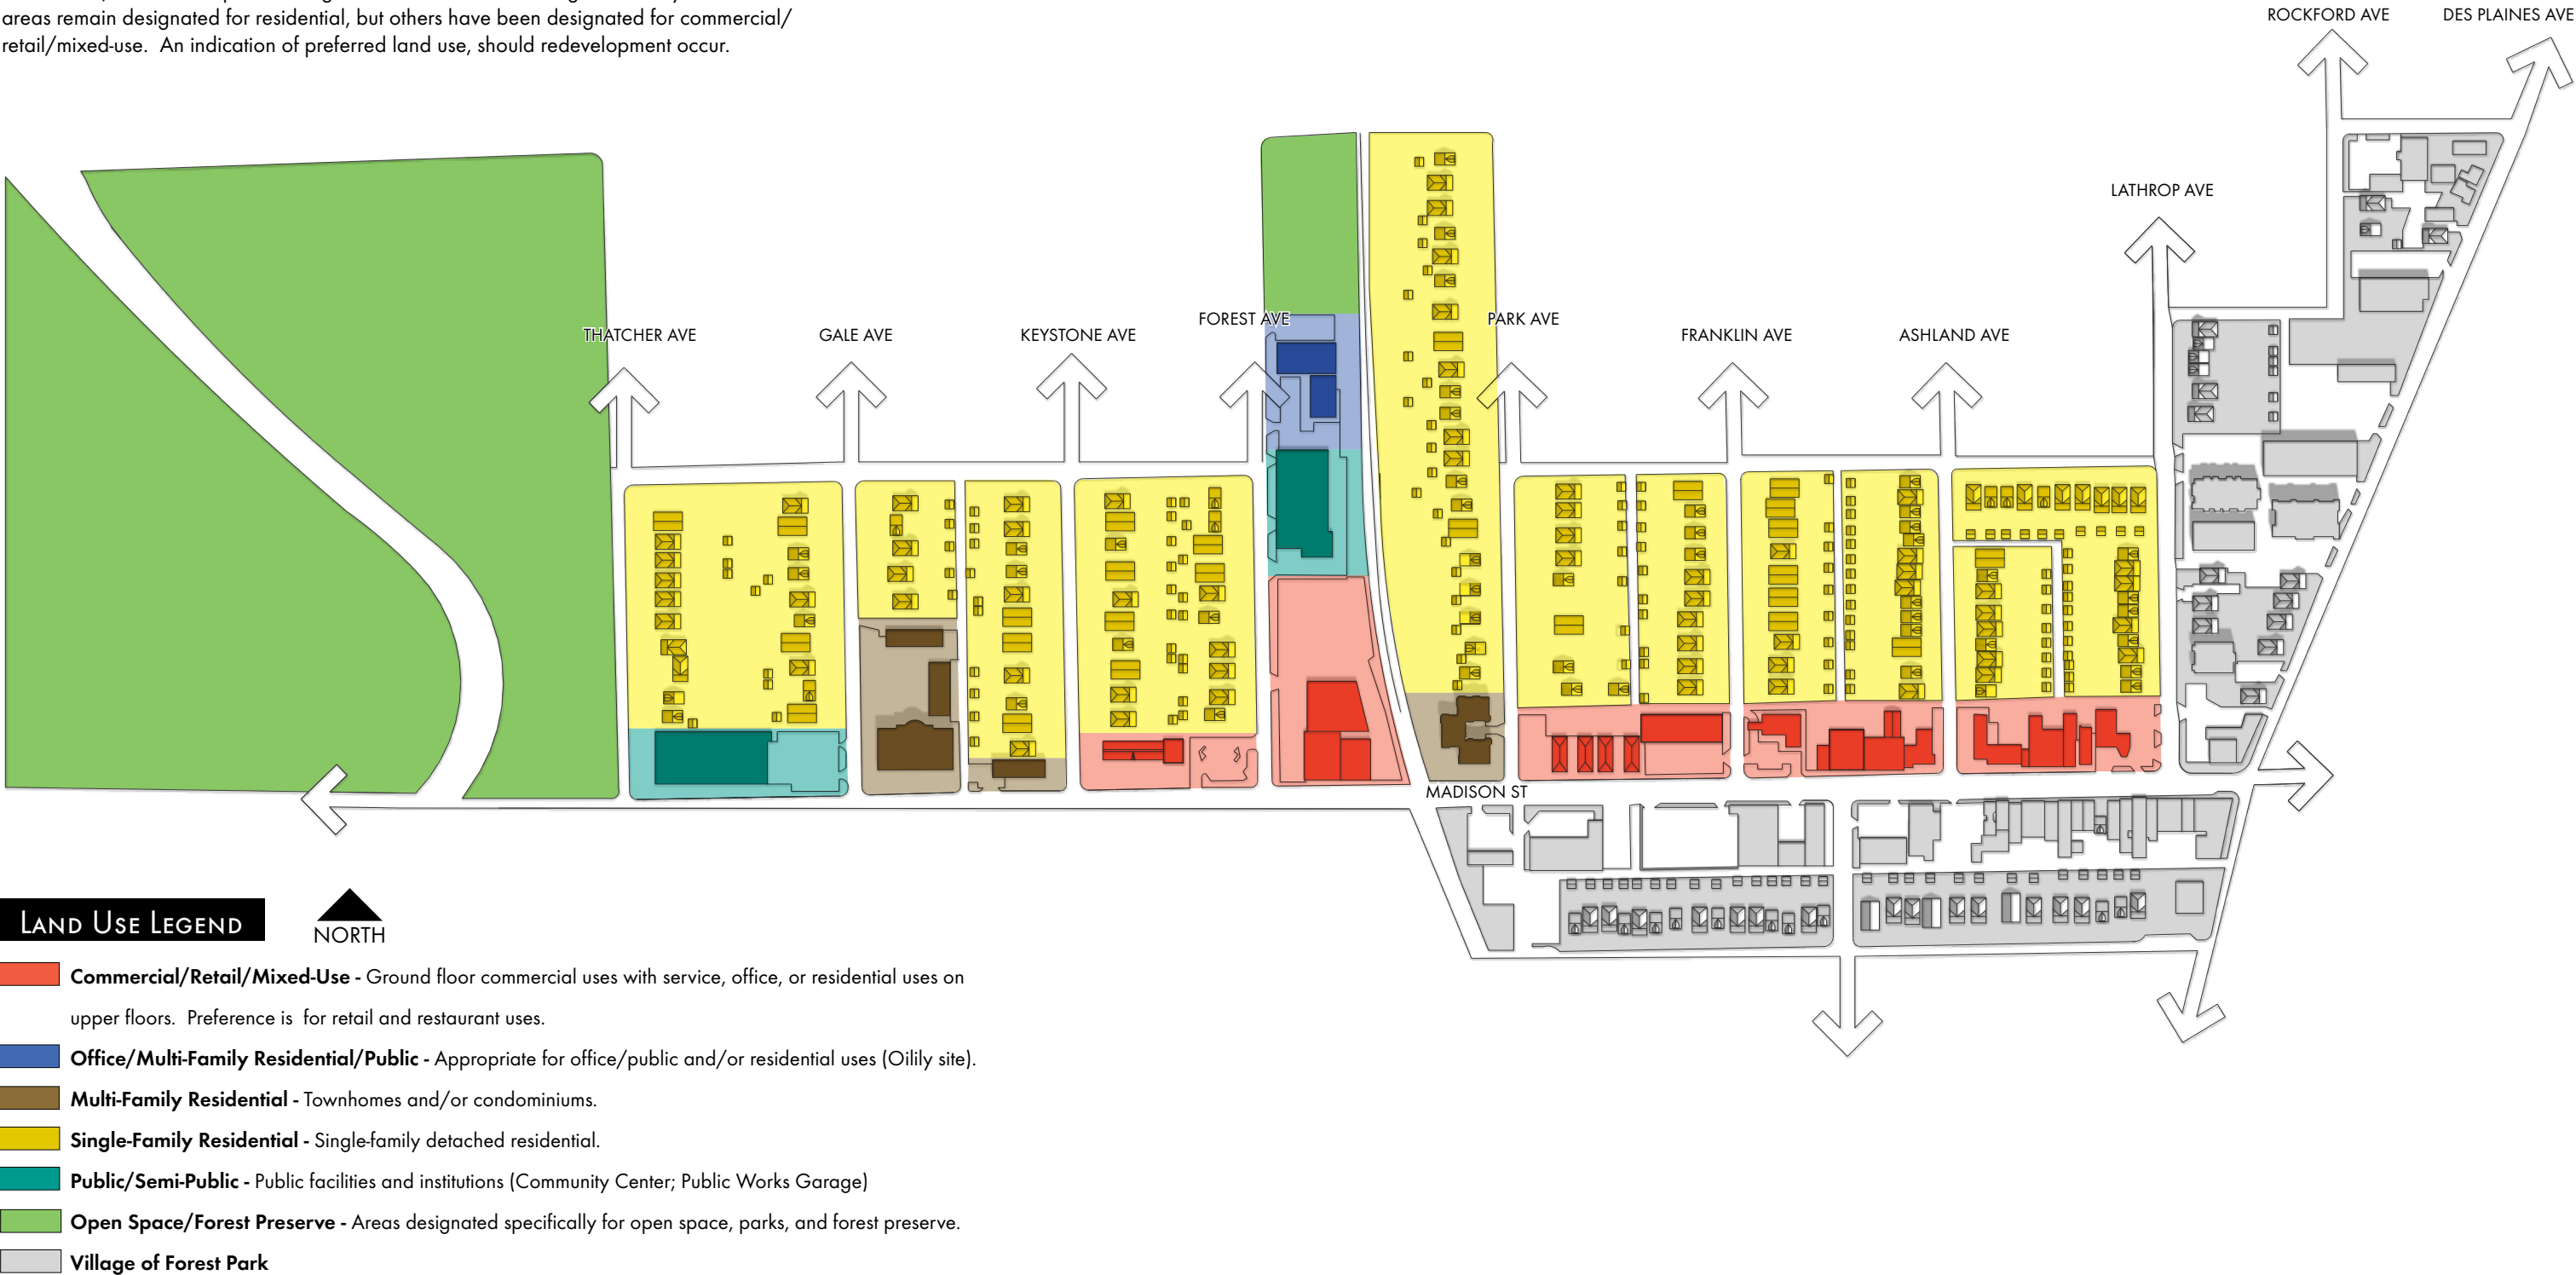 areas remain designated for residential, but others have been designated for commercial/
retail/mixed-use. An indication of preferred land use, should redevelopment occur.
ROCKFORD AVE
DES PLAINES AVE
LATHROP AVE
THATCHER AVE
GALE AVE
KEYSTONE AVE
FOREST AVE
PARK AVE
FRANKLIN AVE
ASHLAND AVE
MADISON ST
LAND USE LEGEND
NORTH
Commercial/Retail/Mixed-Use - Ground floor commercial uses with service, office, or residential uses on
upper floors. Preference is for retail and restaurant uses.
Office/Multi-Family Residential/Public - Appropriate for office/public and/or residential uses (Oilily site).
Multi-Family Residential - Townhomes and/or condominiums.
Single-Family Residential - Single-family detached residential.
Public/Semi-Public - Public facilities and institutions (Community Center; Public Works Garage)
Open Space/Forest Preserve - Areas designated specifically for open space, parks, and forest preserve.
Village of Forest Park